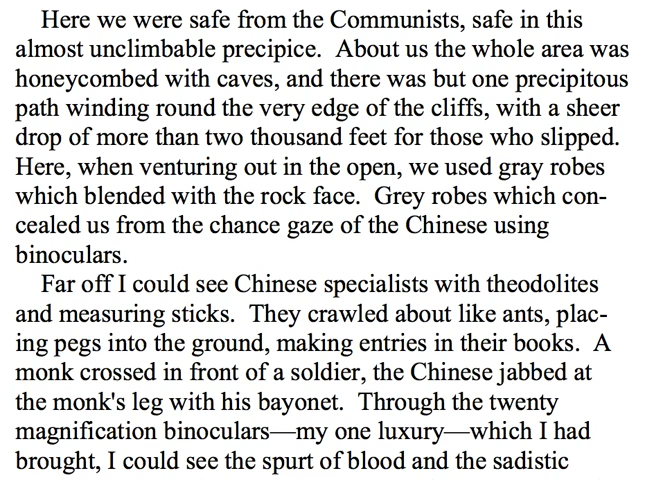 Here we were safe from the Communists, safe in this
almost unclimbable precipice. About us the whole area was
honeycombed with caves, and there was but one precipitous
path winding round the very edge of the cliffs, with a sheer
drop of more than two thousand feet for those who slipped.
Here, when venturing out in the open, we used gray robes
which blended with the rock face. Grey robes which con-
cealed us from the chance gaze of the Chinese using
binoculars.
Far off I could see Chinese specialists with theodolites
and measuring sticks. They crawled about like ants, plac-
ing pegs into the ground, making entries in their books. A
monk crossed in front of a soldier, the Chinese jabbed at
the monk's leg with his bayonet. Through the twenty
magnification binoculars—my one luxury—which I had
brought, I could see the spurt of blood and the sadistic